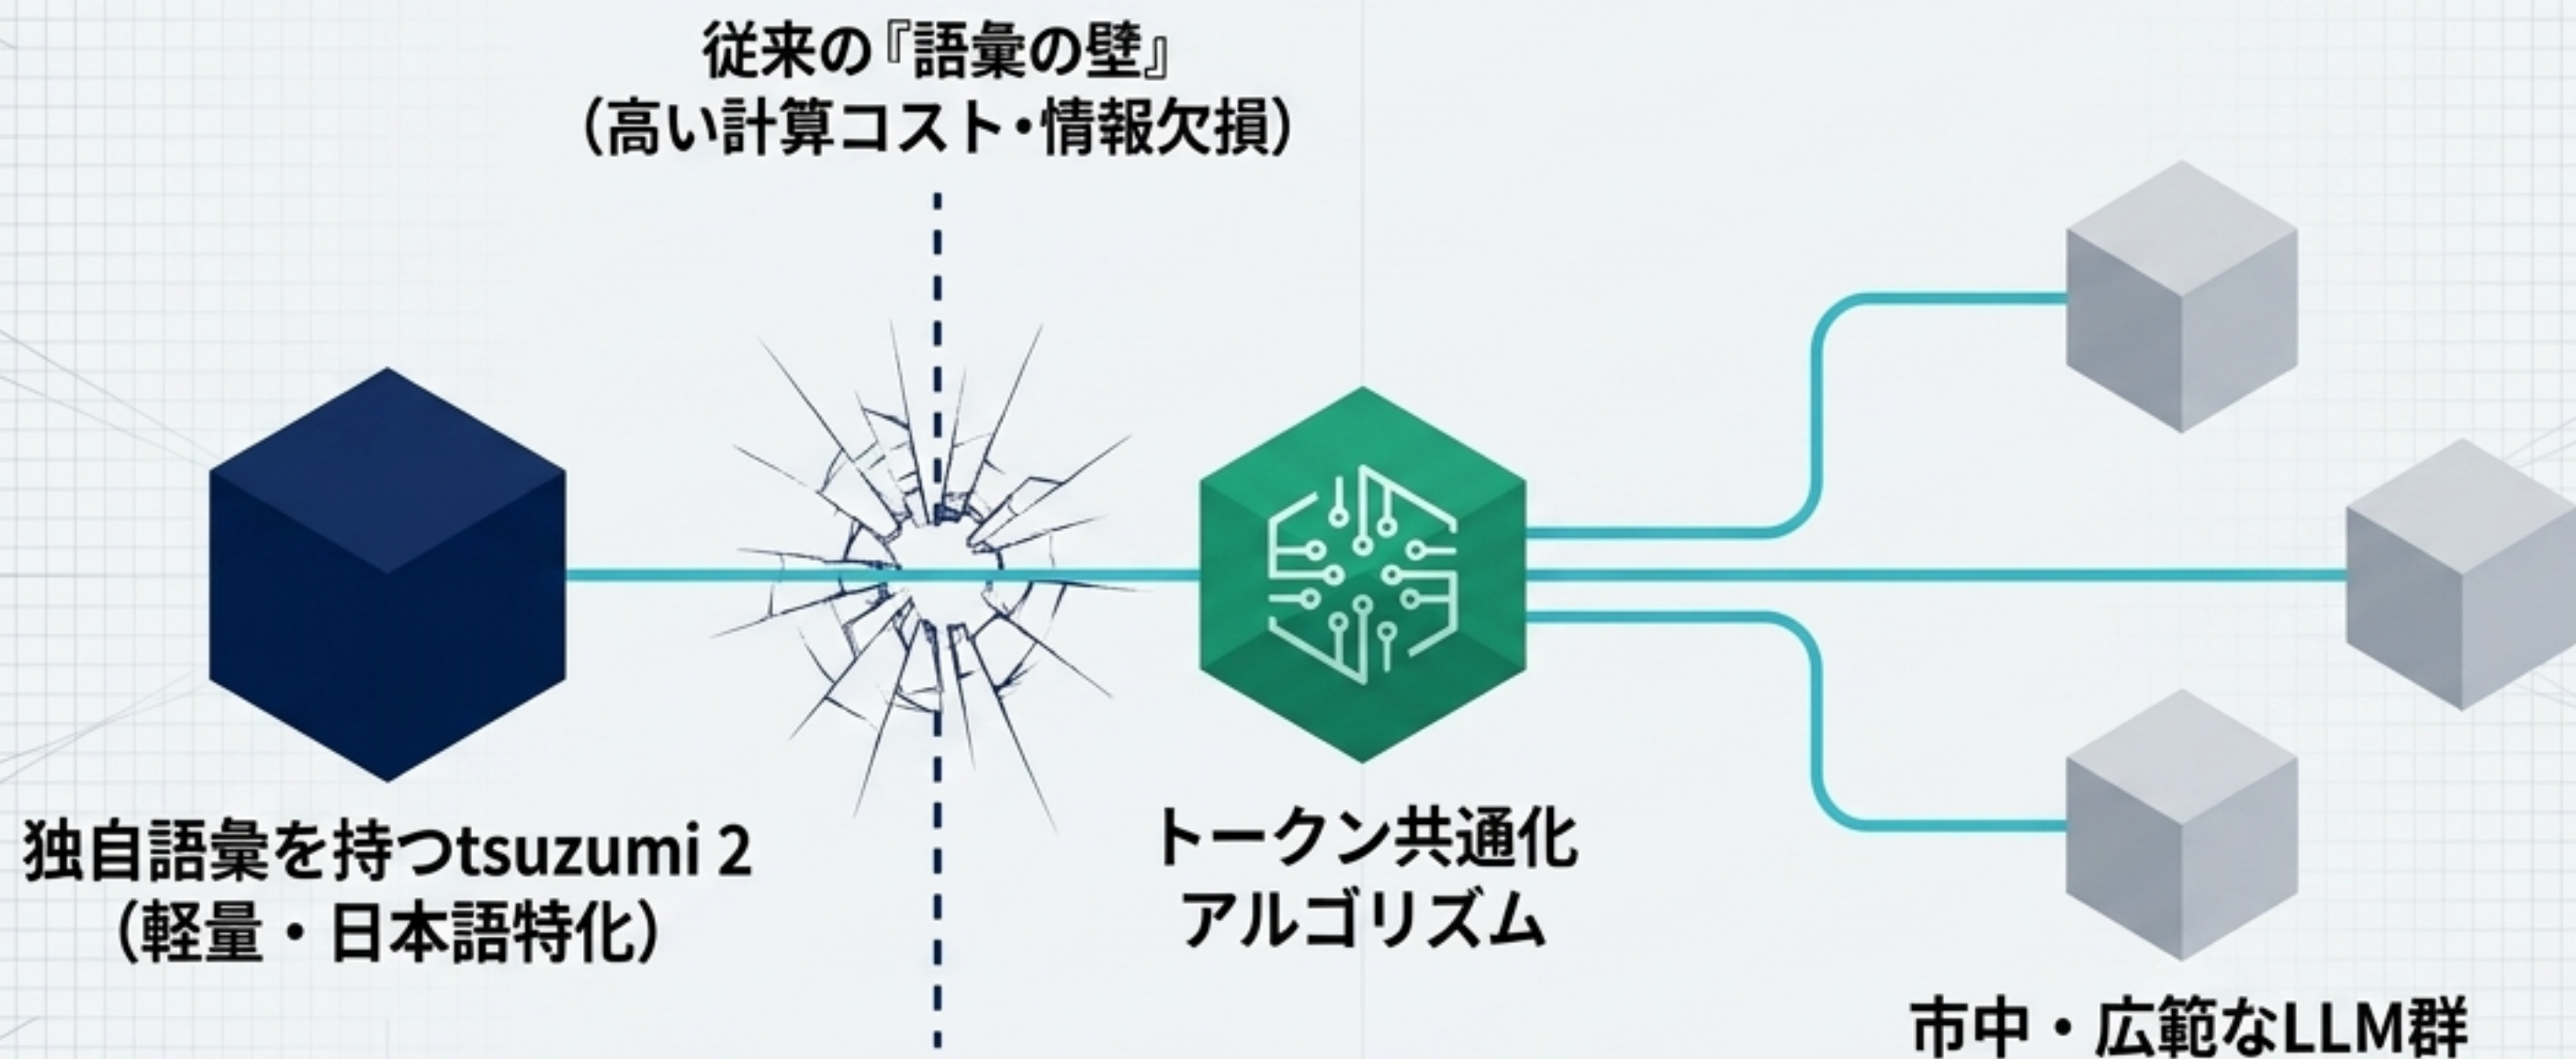 従来の『語彙の壁』
（高い計算コスト・情報欠損）
独自語彙を持つtsuzumi 2
（軽量・日本語特化）
トークン共通化
アルゴリズム
市中・広範なLLM群